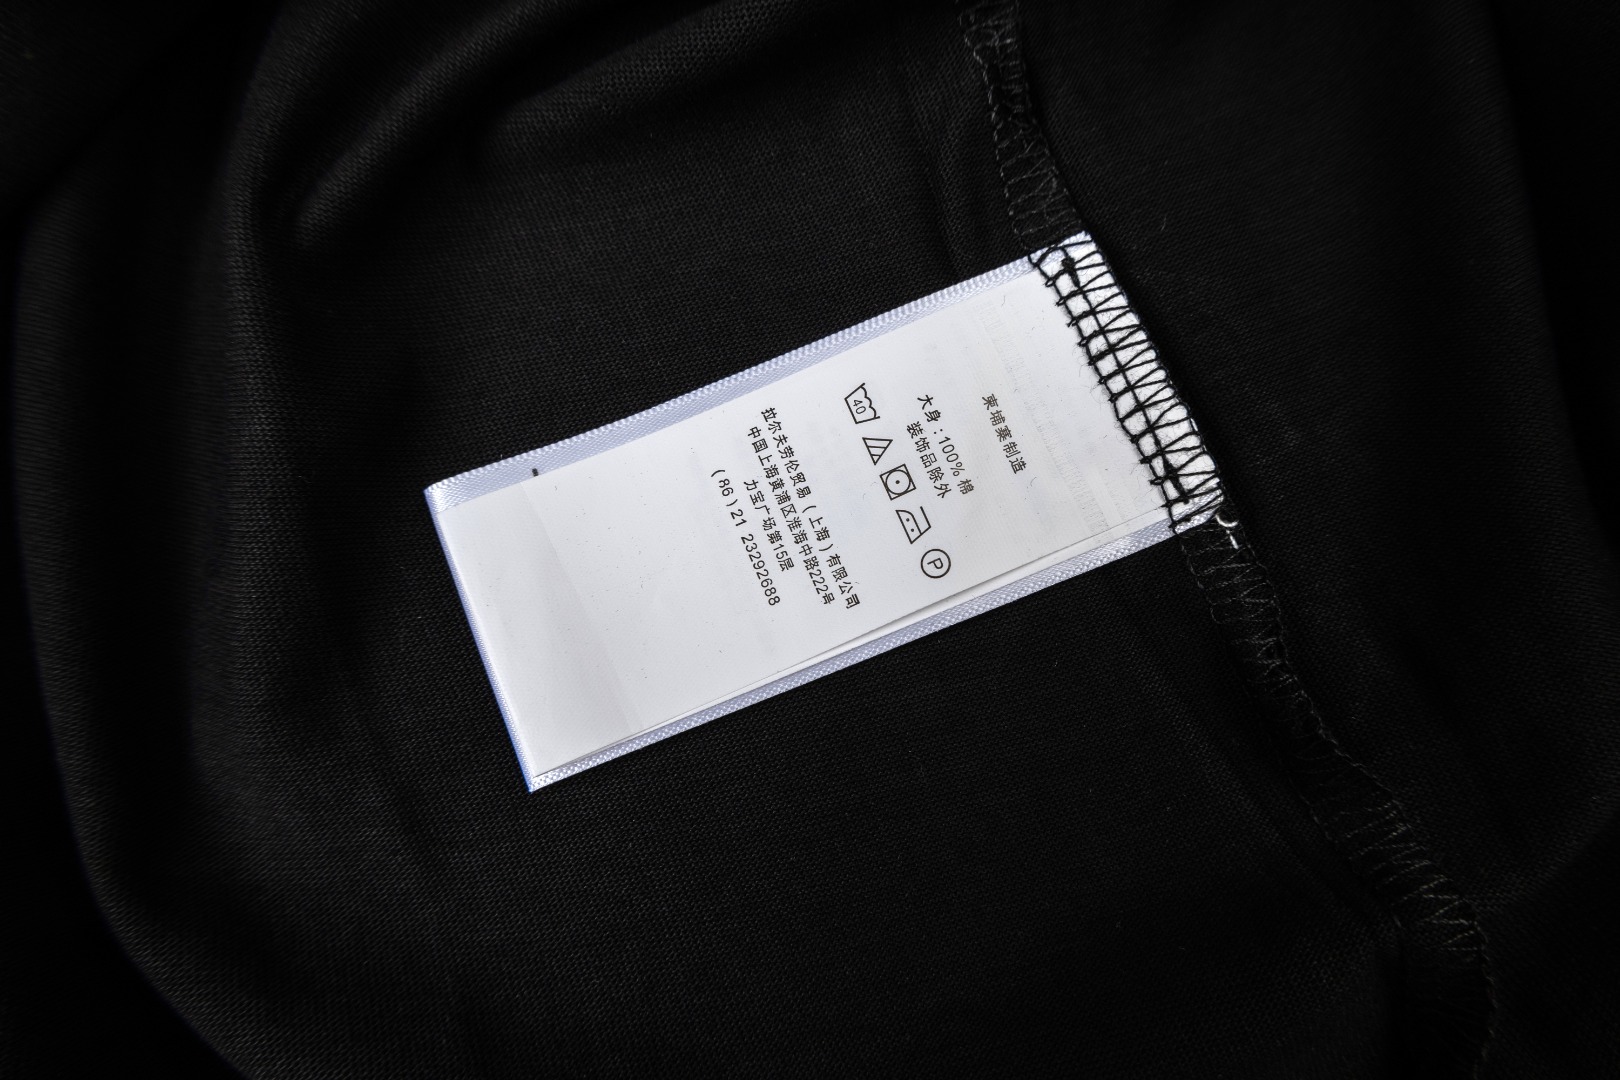 柬埔寨制造
大身：100% 棉
装饰品除外
40
P
拉尔夫劳伦贸易（上海）有限公司
中国上海黄浦区淮海中路222号
力宝广场第15层
(86)21 23292688